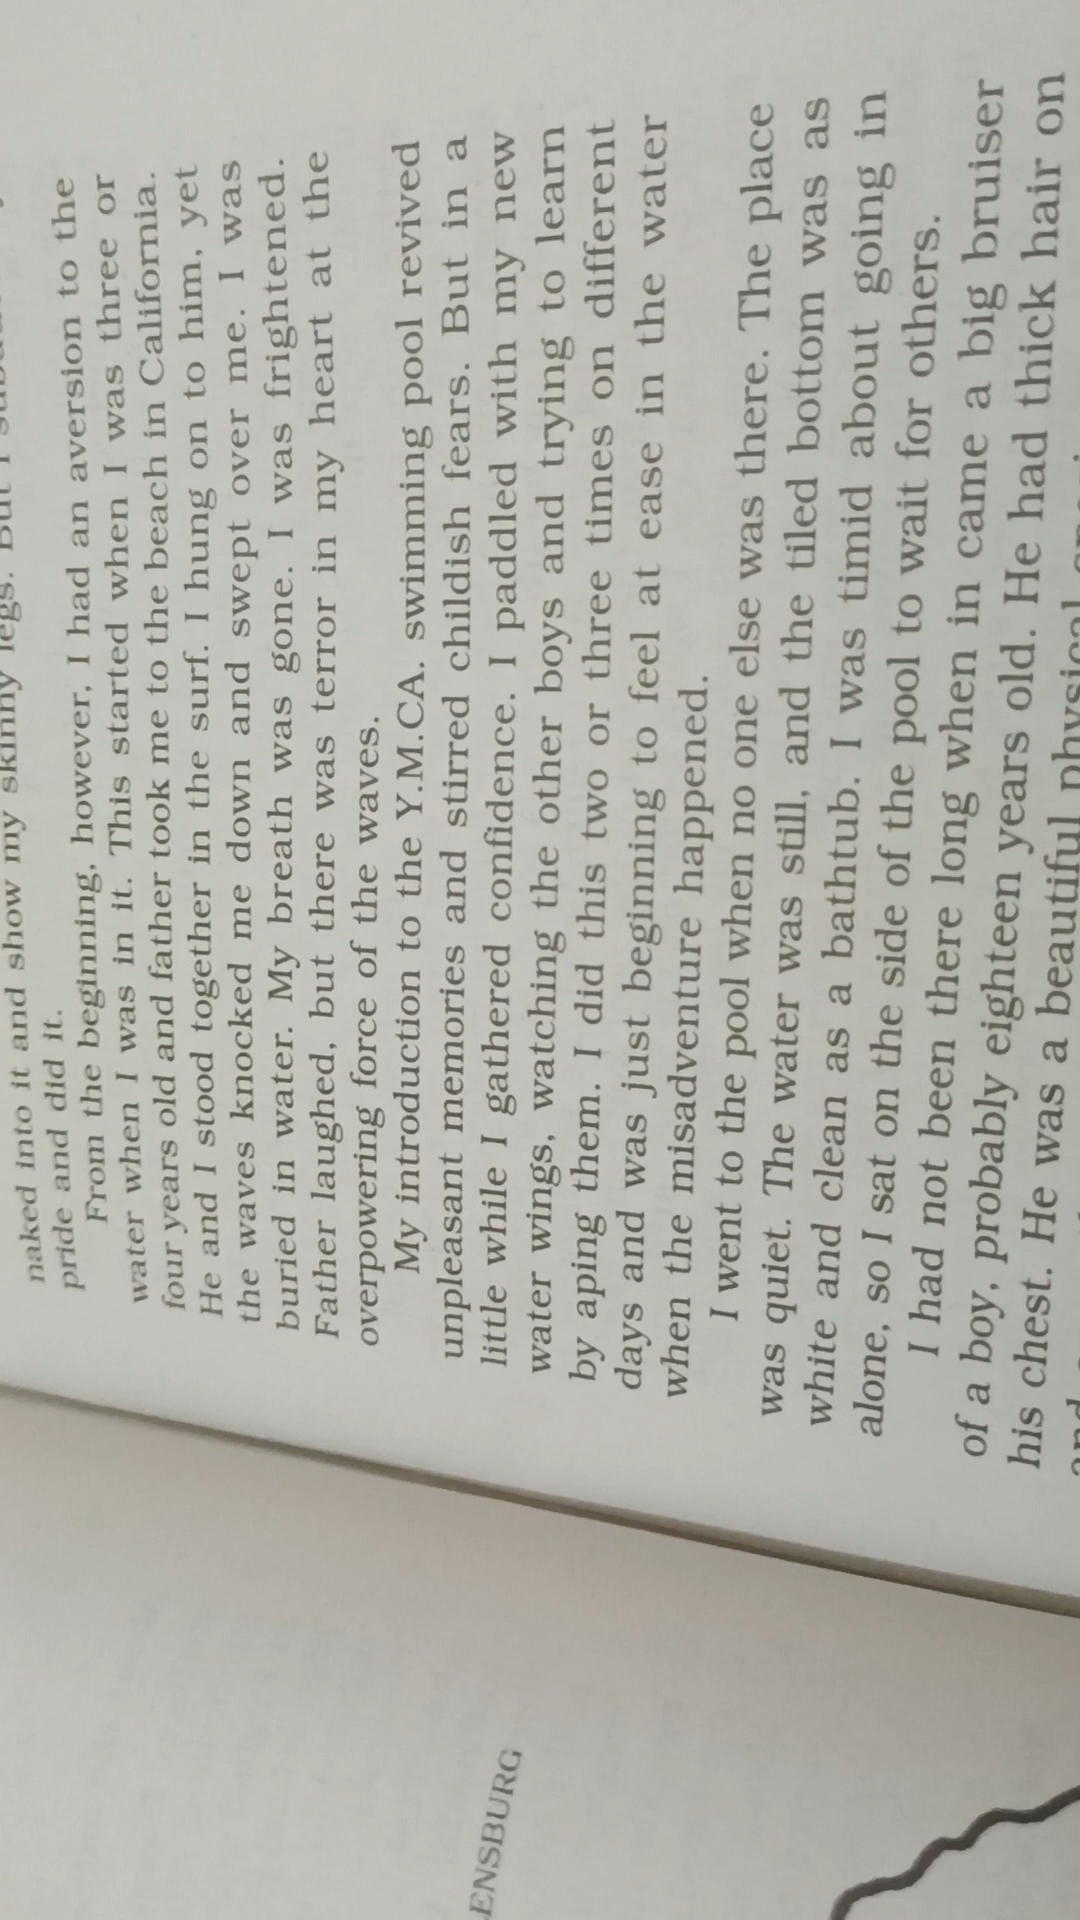 naked into it and show my skinny legs. But I
pride and did it.
From the beginning, however, I had an aversion to the
water when I was in it. This started when I was three or
four years old and father took me to the beach in California.
He and I stood together in the surf. I hung on to him, yet
the waves knocked me down and swept over me. I was
buried in water. My breath was gone. I was frightened.
Father laughed, but there was terror in my heart at the
overpowering force of the waves.
My introduction to the Y.M.CA. swimming pool revived
unpleasant memories and stirred childish fears. But in a
little while I gathered confidence. I paddled with my new
water wings, watching the other boys and trying to learn
by aping them. I did this two or three times on different
days and was just beginning to feel at ease in the water
when the misadventure happened.
I went to the pool when no one else was there. The place
was quiet. The water was still, and the tiled bottom was as
white and clean as a bathtub. I was timid about going in
alone, so I sat on the side of the pool to wait for others.
I had not been there long when in came a big bruiser
of a boy, probably eighteen years old. He had thick hair on
his chest. He was a beautiful physical
and
ENSBURG